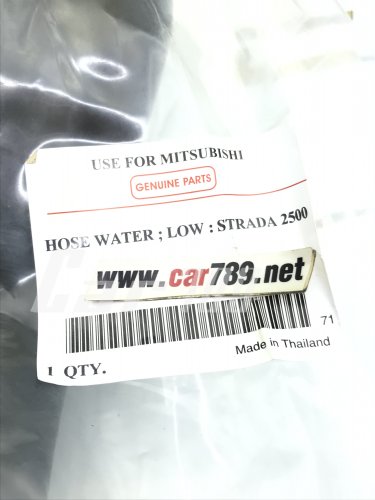 USE FOR MITSUBISHI
GENUINE PARTS
HOSE WATER ; LOW : STRADA 2500
www.car789.net
71
Made in Thailand
1 QTY.